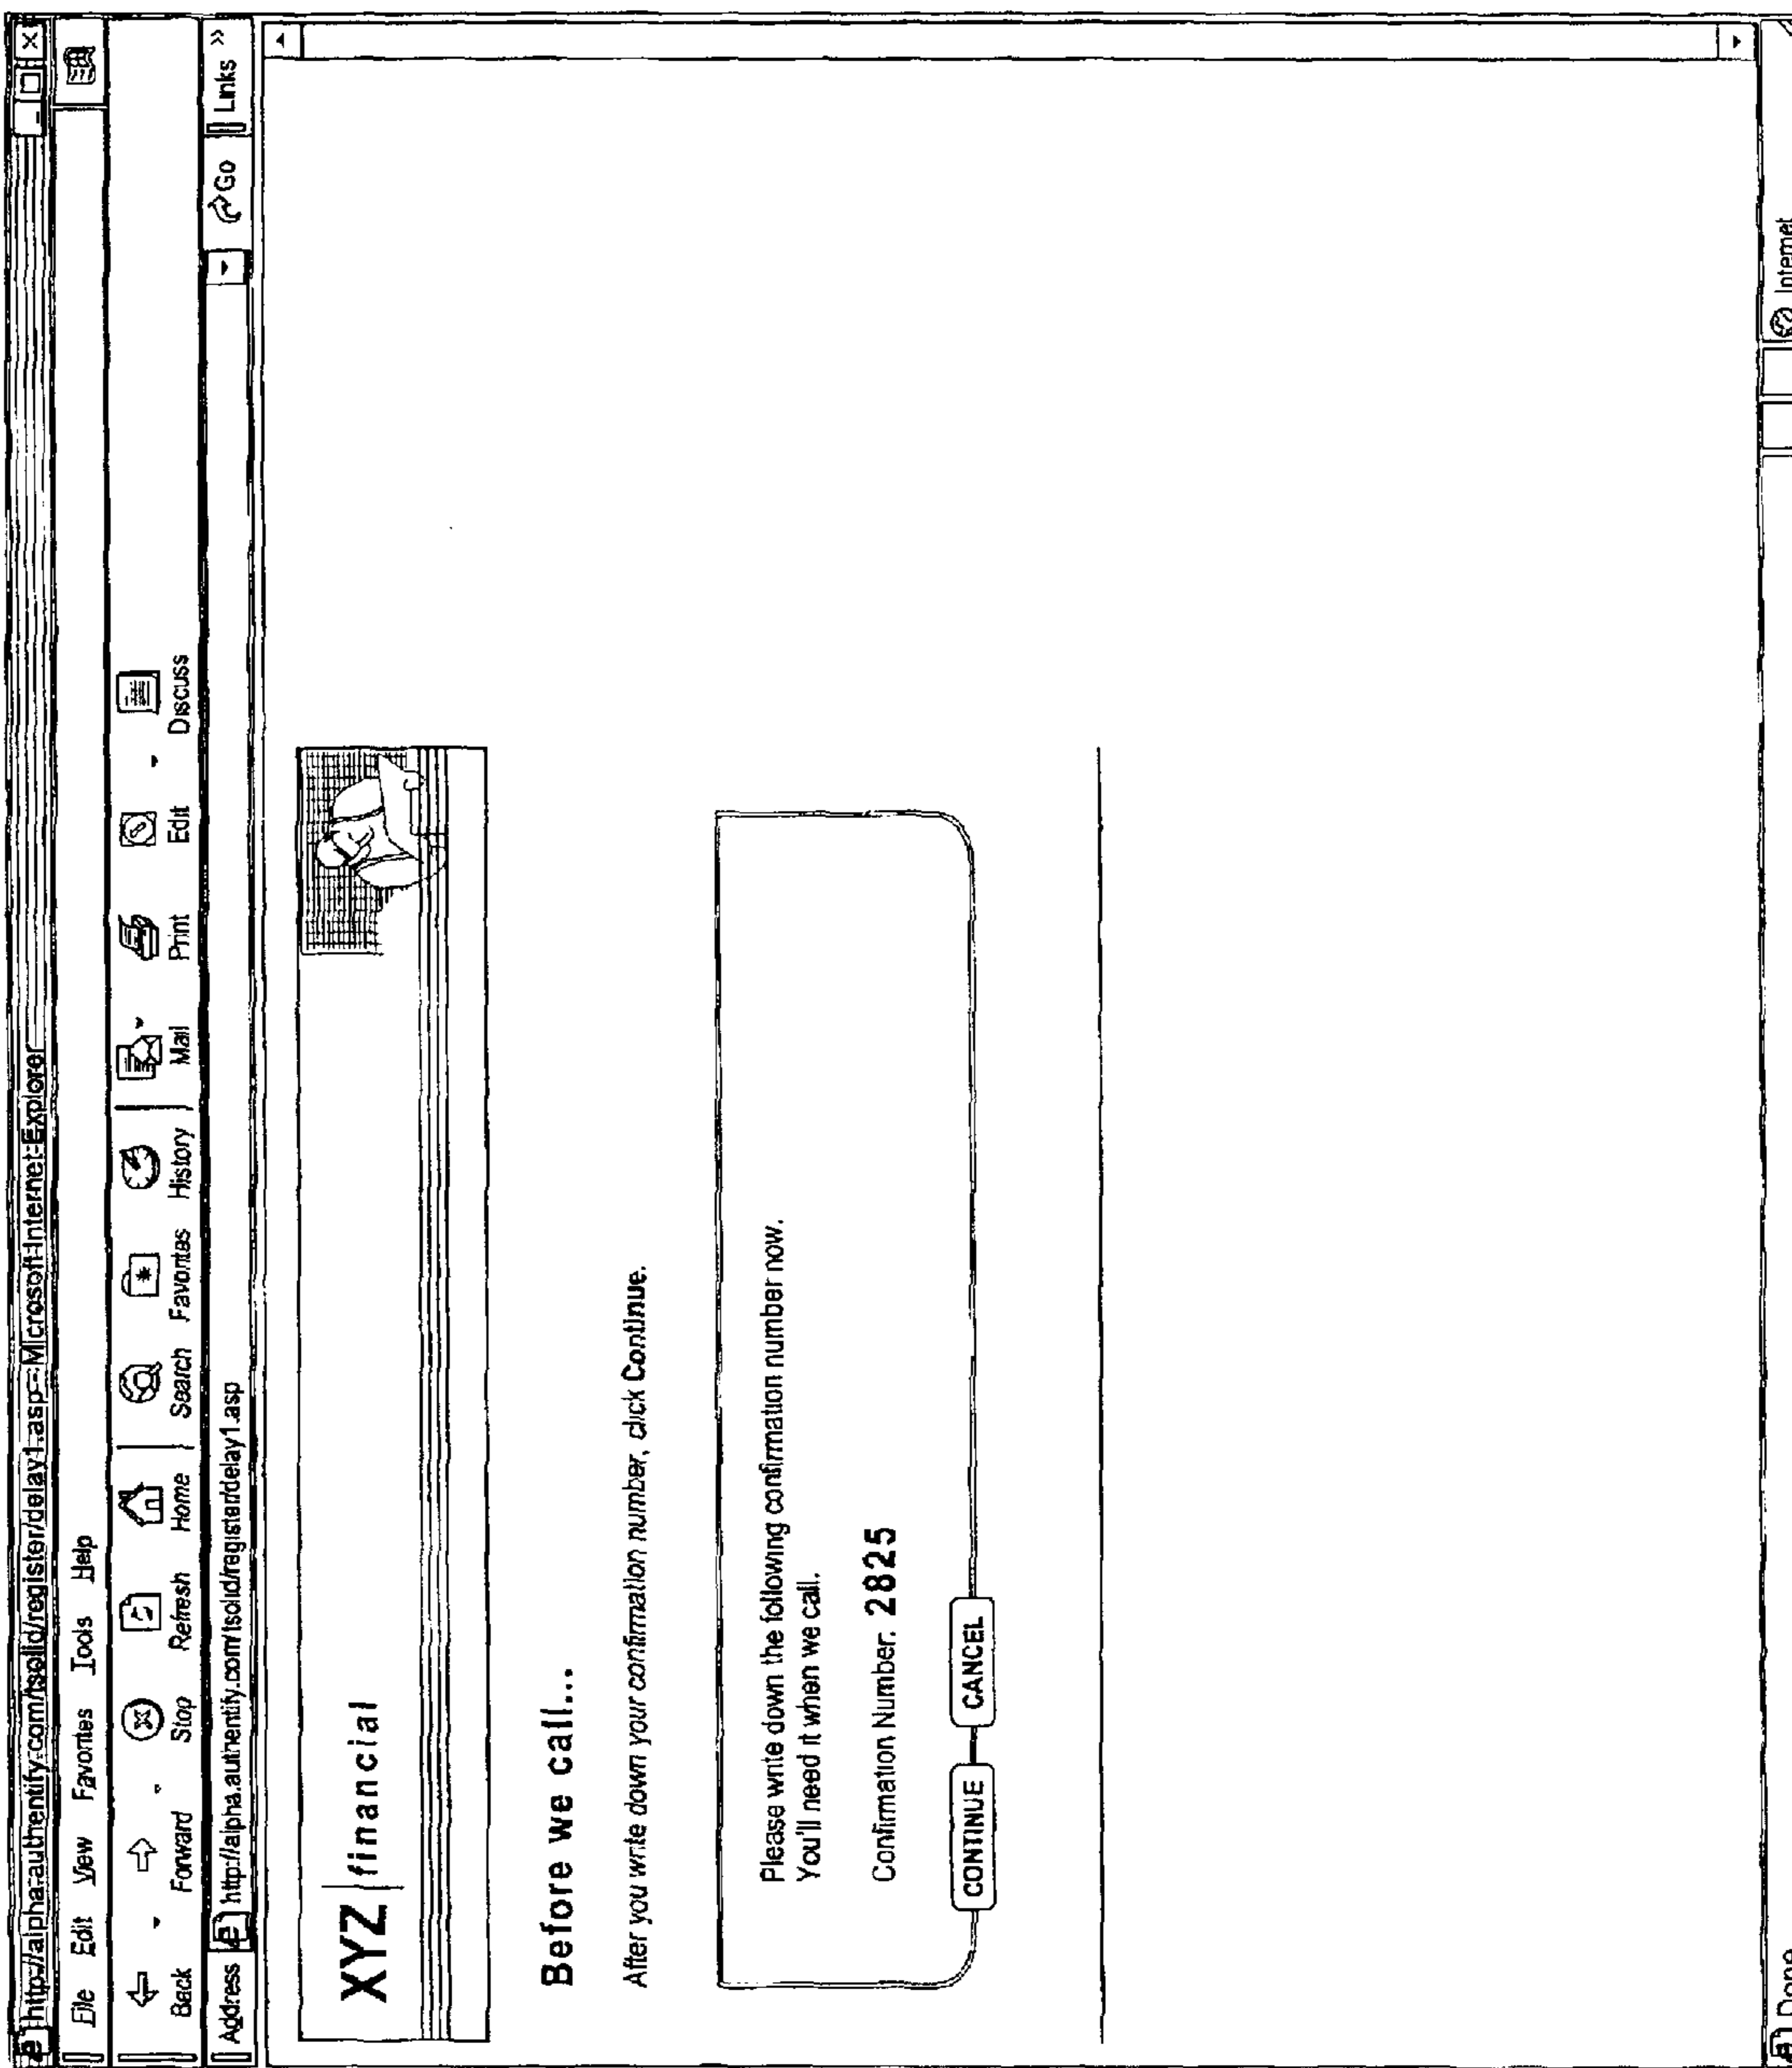 http://alpha.authentify.com/tsolid/register/delay1.asp - Microsoft Internet Explorer
File Edit View Favorites Tools Help
Back Forward Stop Refresh Home Search Favorites History Mail Print Edit Discuss
Address http://alpha.authentify.com/tsolid/register/delay1.asp Go Links »
XYZ financial
Before we call...
After you write down your confirmation number, click Continue.
Please write down the following confirmation number now.
You'll need it when we call.
Confirmation Number. 2825
CONTINUE CANCEL
Done Internet